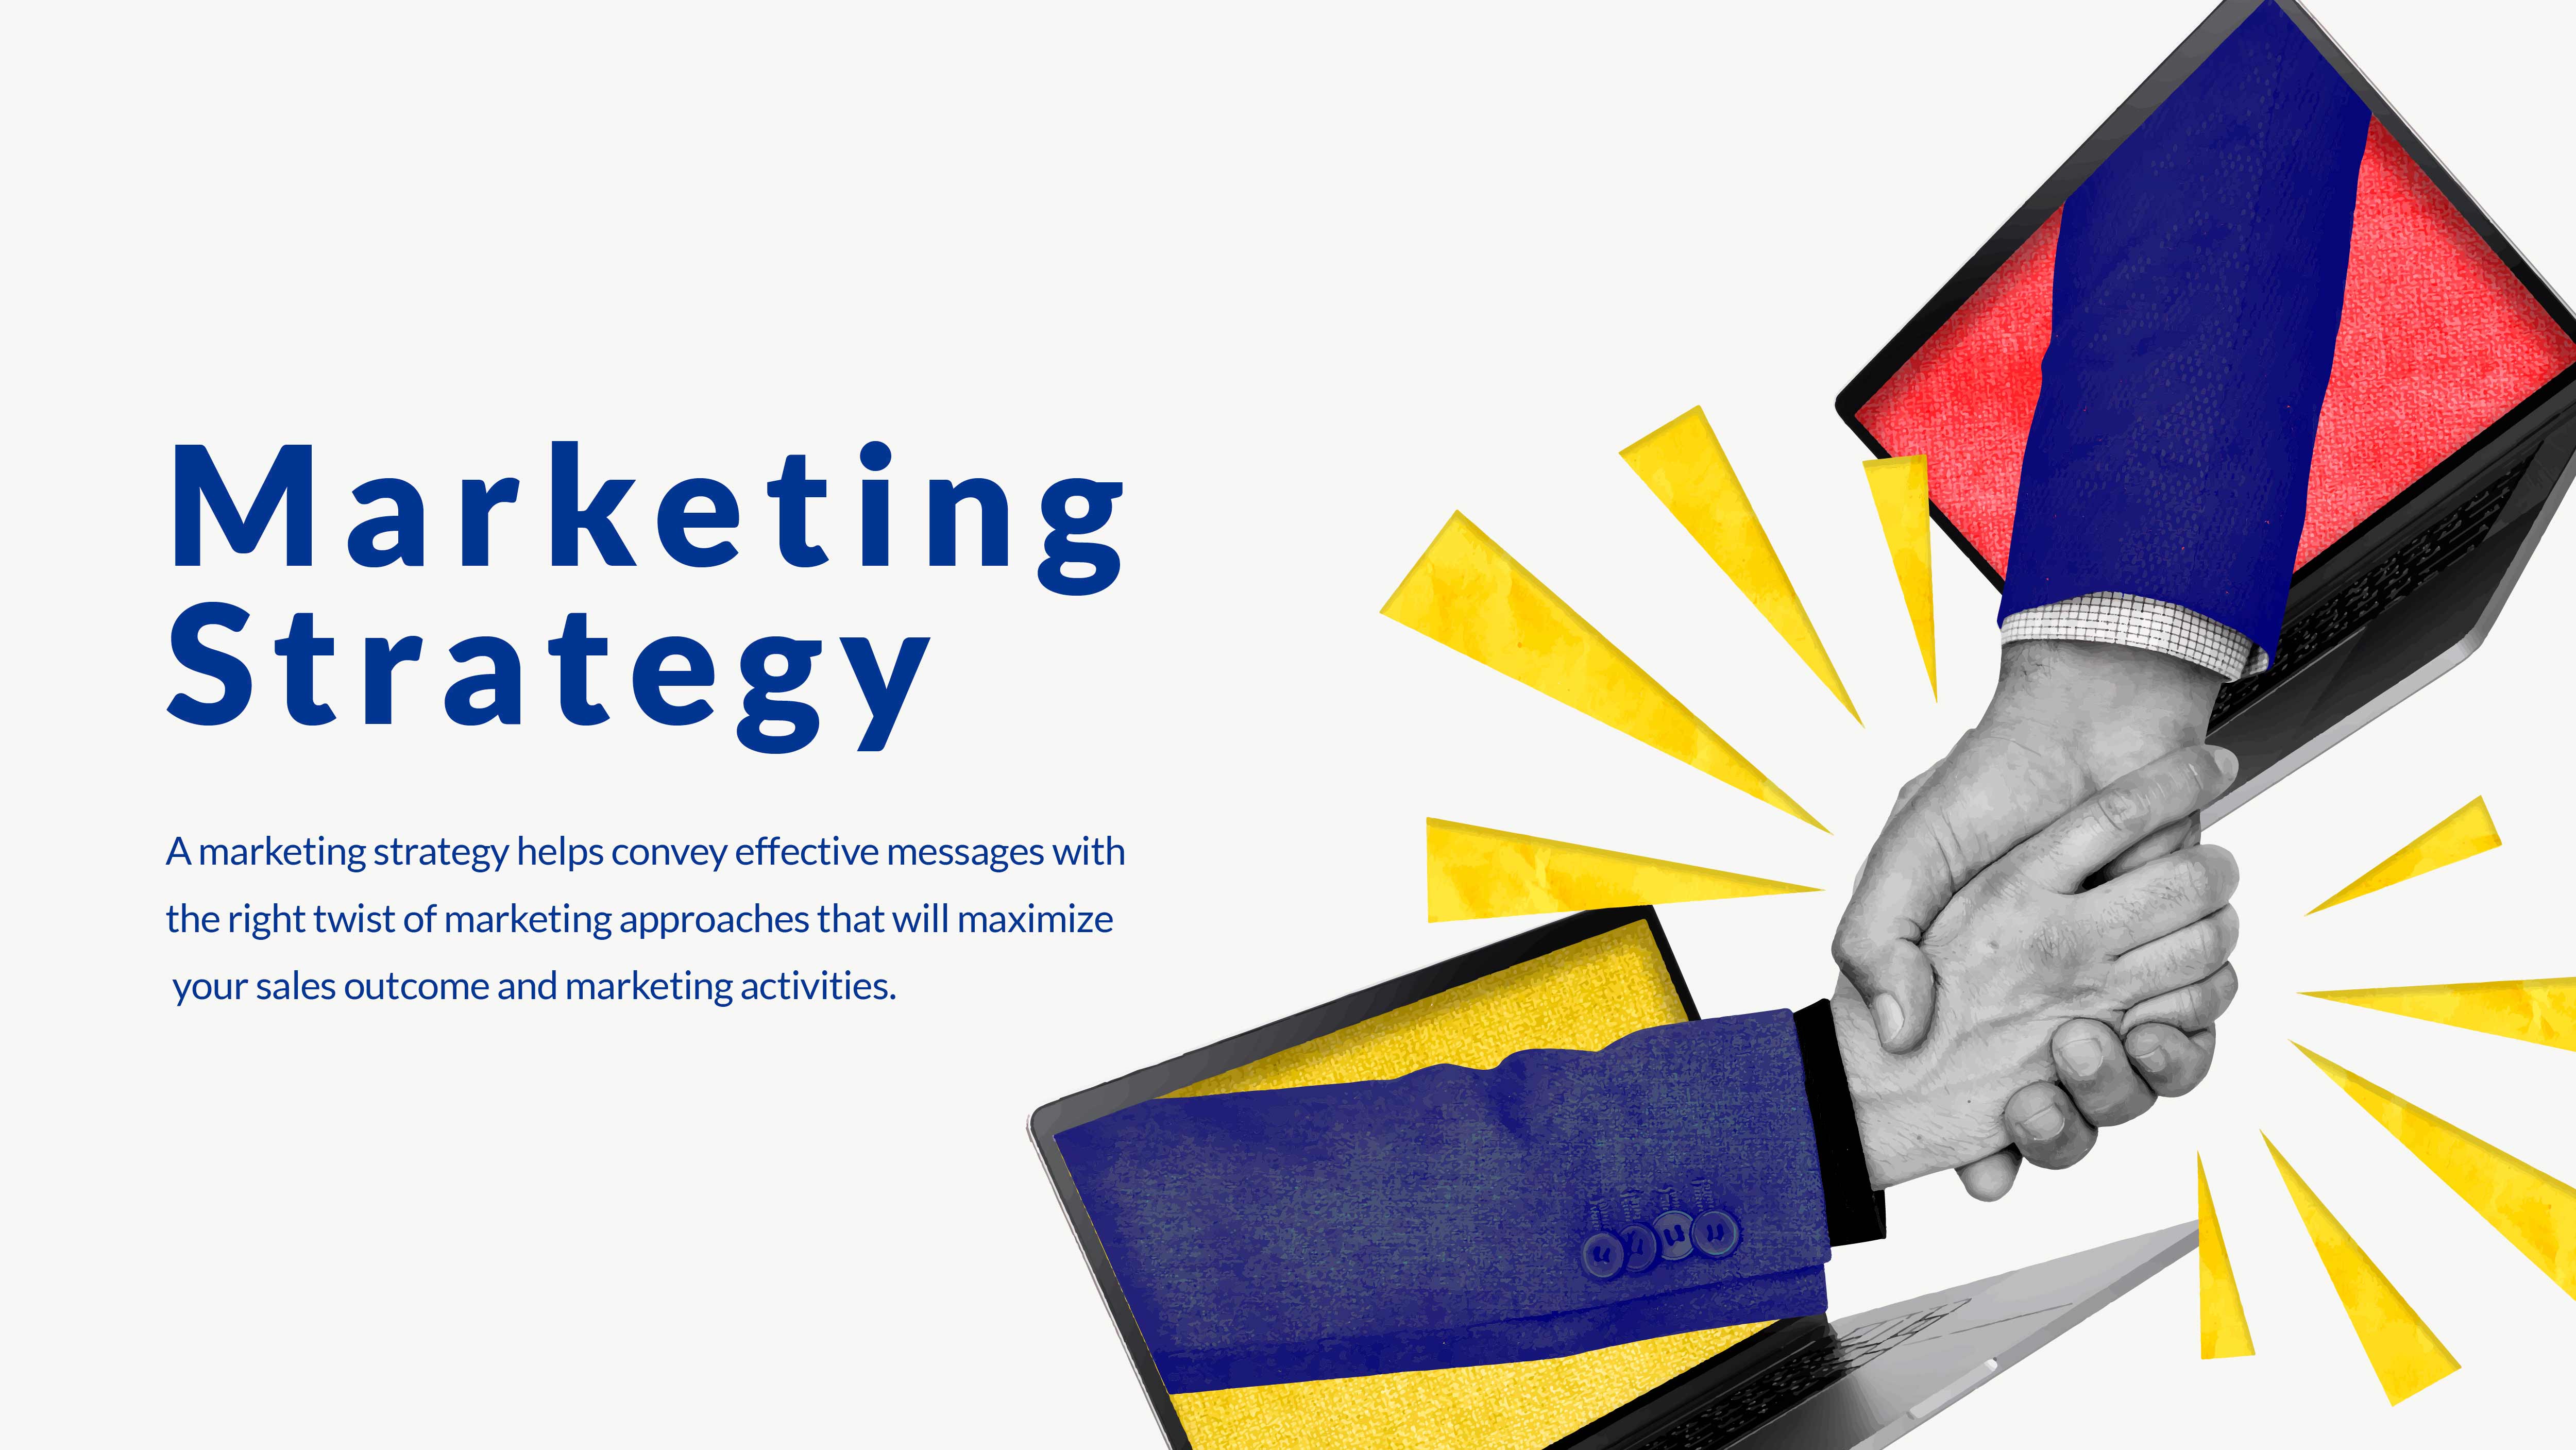 Marketing
Strategy
A marketing strategy helps convey effective messages with
the right twist of marketing approaches that will maximize
your sales outcome and marketing activities.